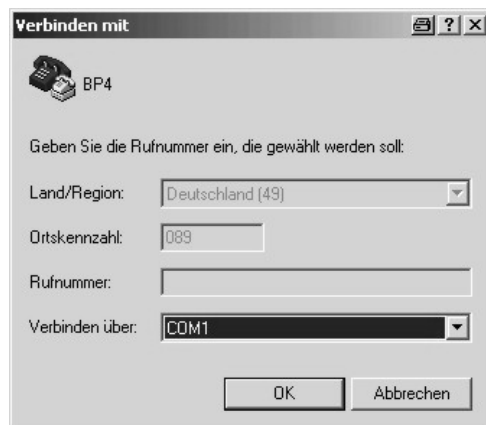 Verbinden mit
BP4
Geben Sie die Rufnummer ein, die gewählt werden soll:
Land/Region: Deutschland (49)
Ortskennzahl: 089
Rufnummer:
Verbinden über: COM1
OK Abbrechen